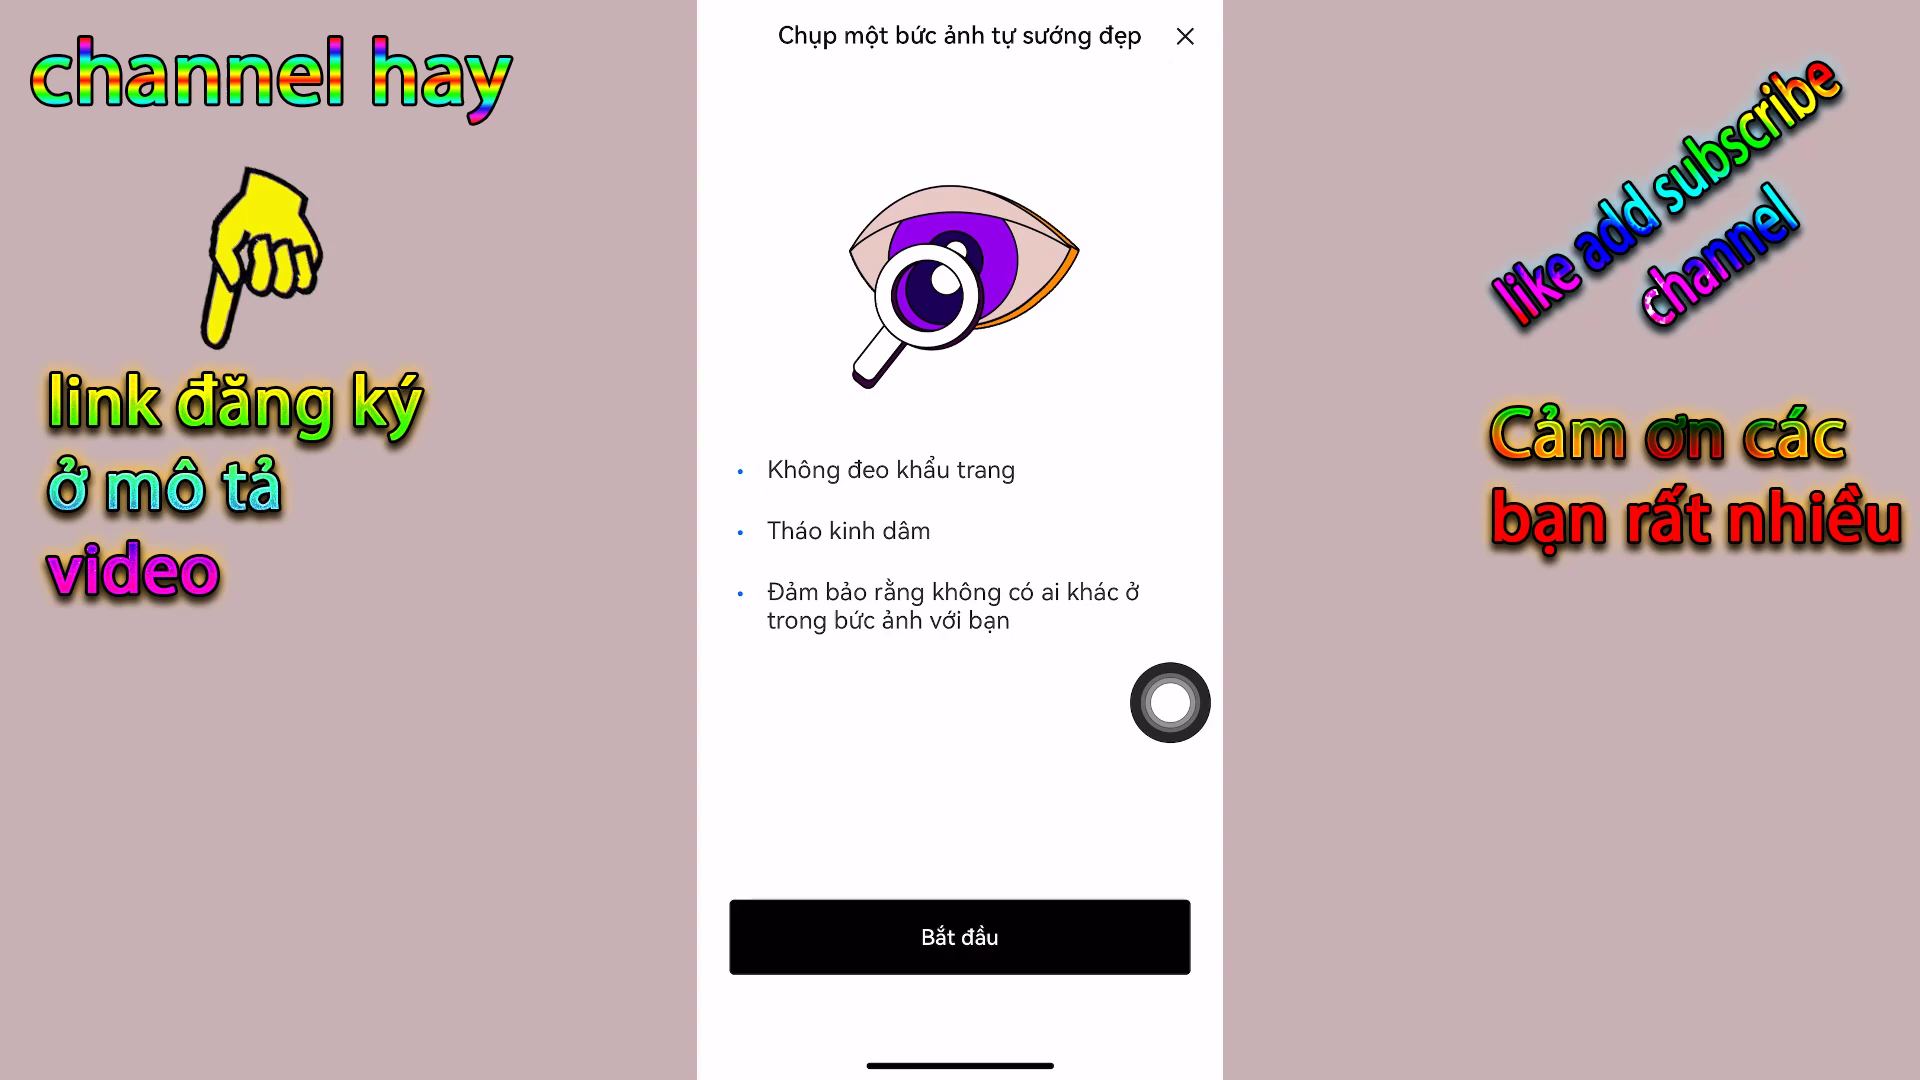 channel hay
link đăng ký
ở mô tả
video
Chụp một bức ảnh tự sướng đẹp
Không đeo khẩu trang
Tháo kinh dâm
Đảm bảo rằng không có ai khác ở
trong bức ảnh với bạn
Bắt đầu
like add subscribe
channel
Cảm ơn các
bạn rất nhiều